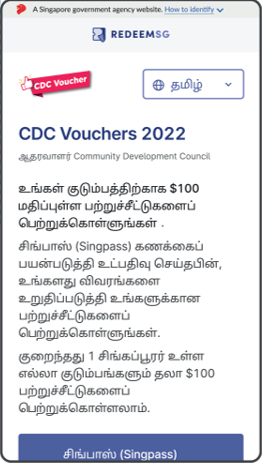 A Singapore government agency website. How to identify
REDEEMSG
CDC Voucher
தமிழ்
CDC Vouchers 2022
ஆதரவாளர் Community Development Council
உங்கள் குடும்பத்திற்காக $100
மதிப்புள்ள பற்றுச்சீட்டுகளைப்
பெற்றுக்கொள்ளுங்கள் .
சிங்பாஸ் (Singpass) கணக்கைப்
பயன்படுத்தி உட்பதிவு செய்தபின்,
உங்களது விவரங்களை
உறுதிப்படுத்தி உங்களுக்கான
பற்றுச்சீட்டுகளைப்
பெற்றுக்கொள்ளுங்கள்.
குறைந்தது 1 சிங்கப்பூரர் உள்ள
எல்லா குடும்பங்களும் தலா $100
பற்றுச்சீட்டுகளைப்
பெற்றுக்கொள்ளலாம்.
சிங்பாஸ் (Singpass)